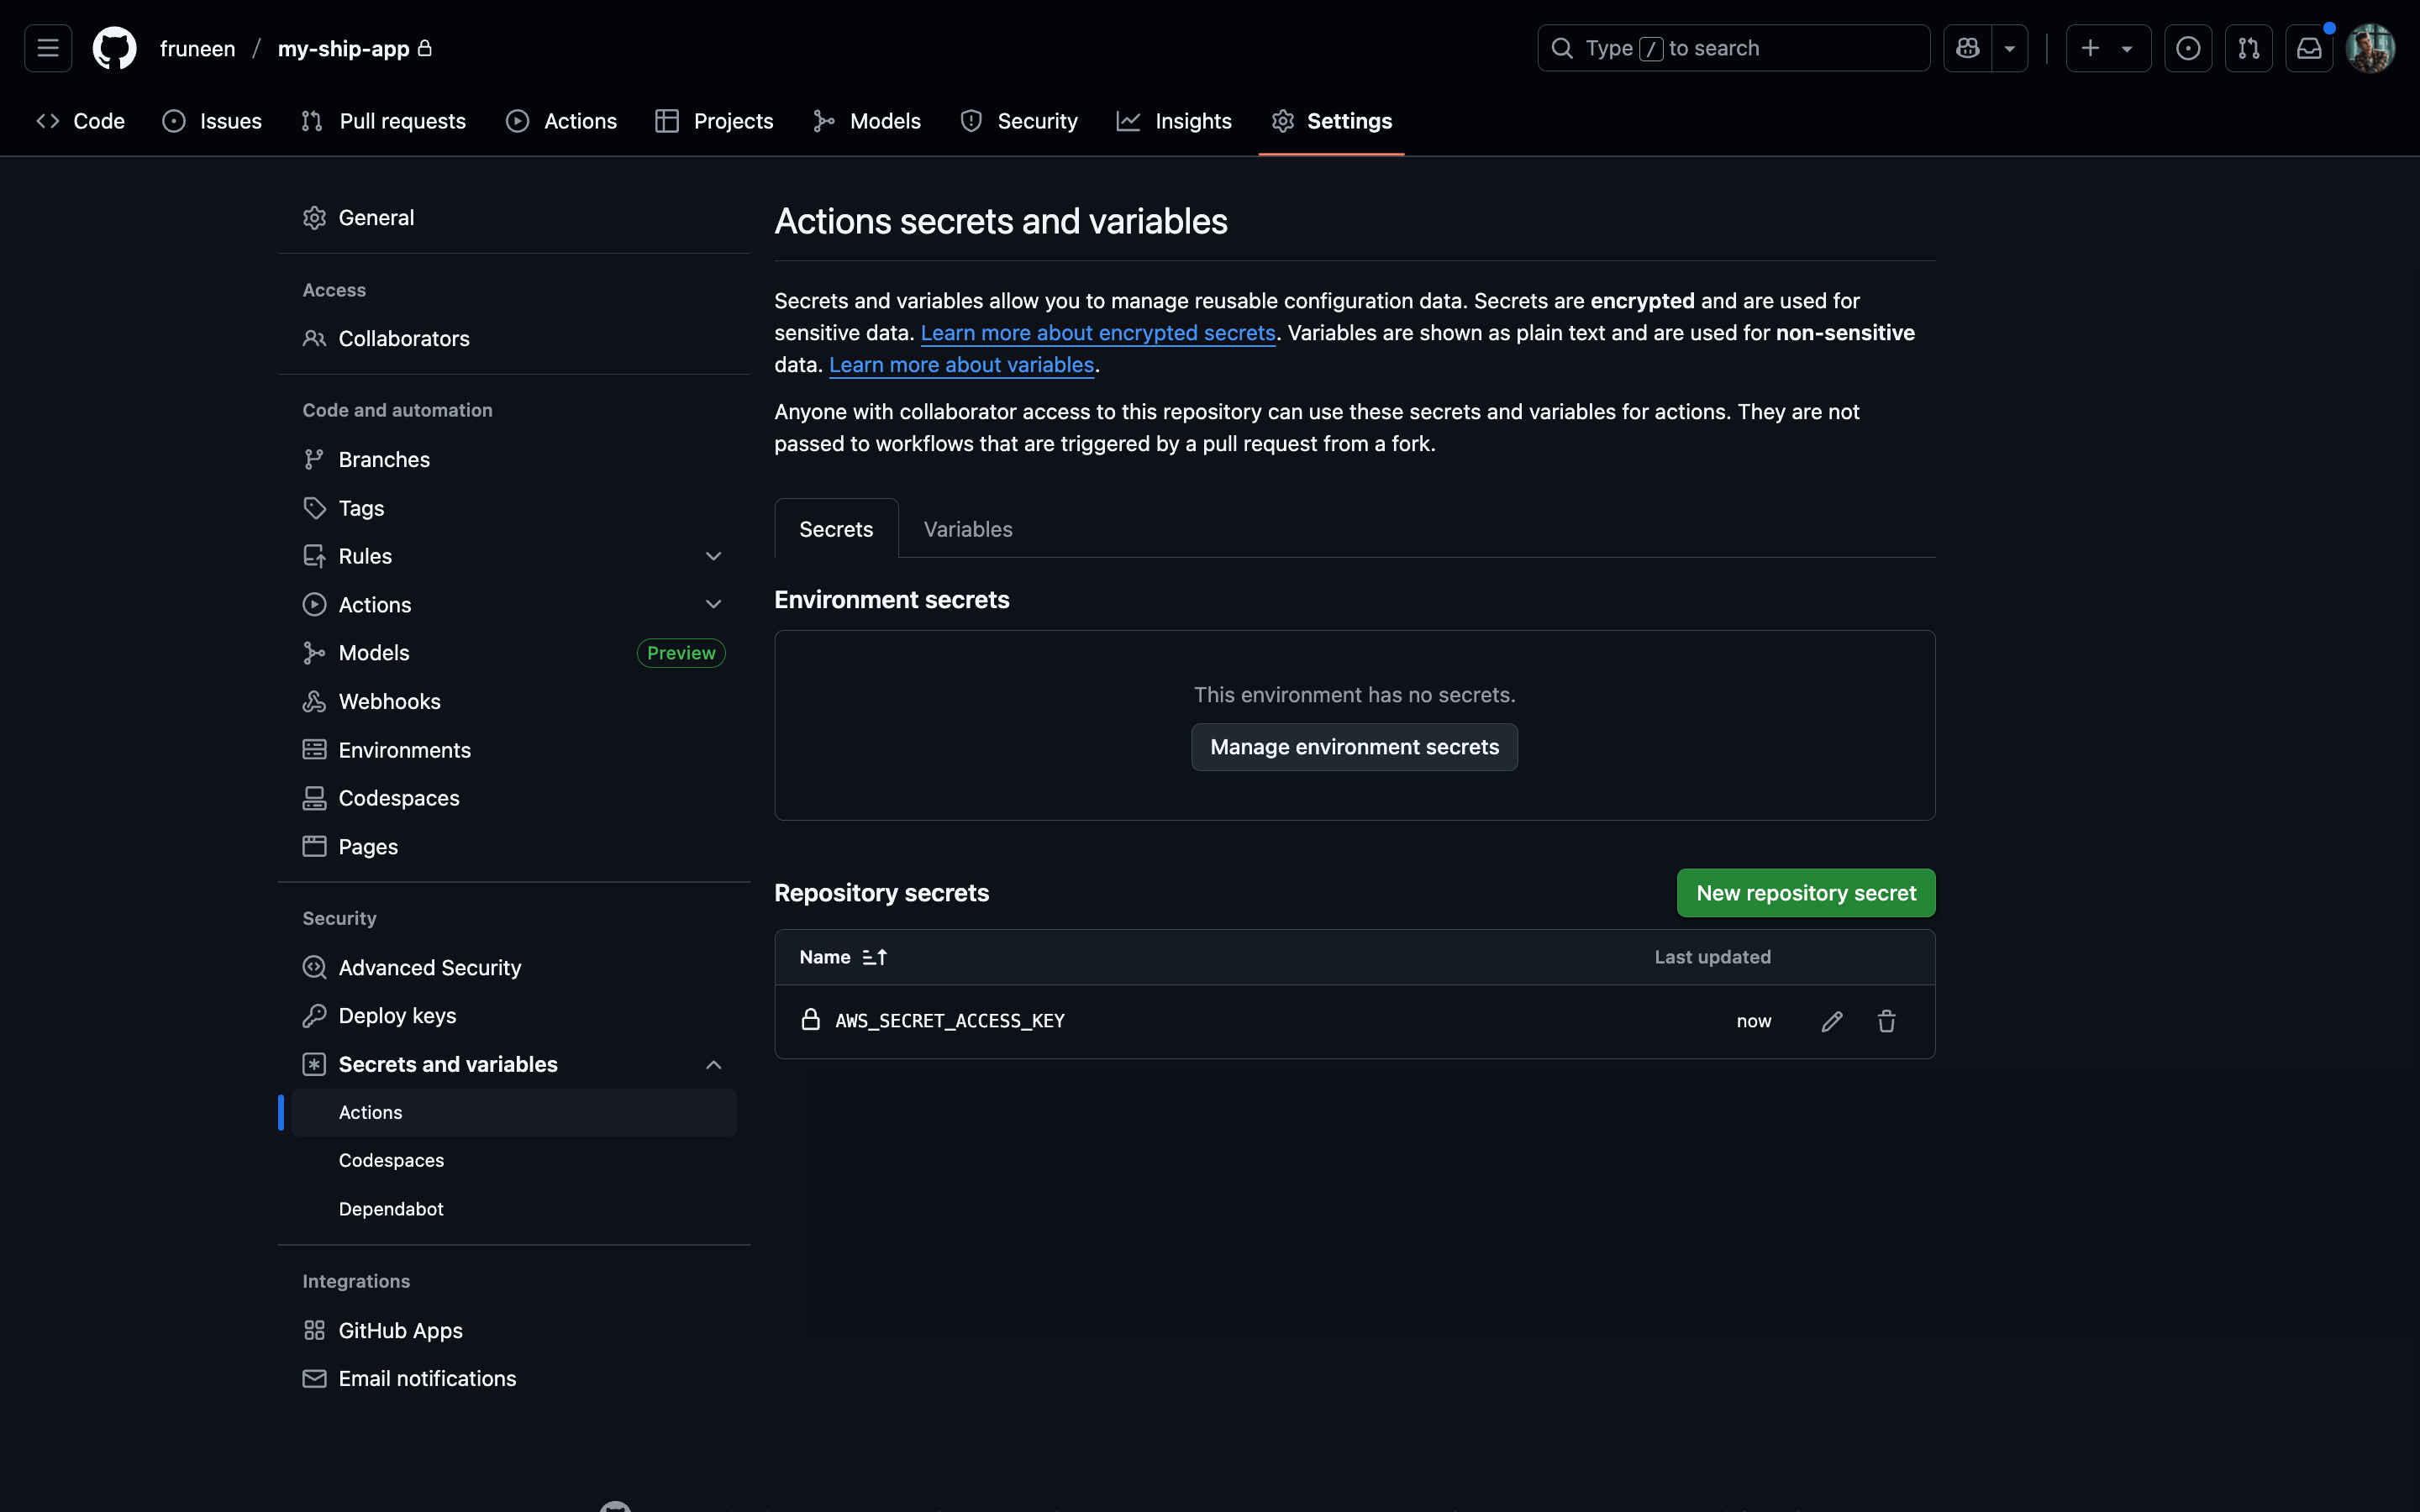 fruneen / my-ship-app
Type / to search
Code
Issues
Pull requests
Actions
Projects
Models
Security
Insights
Settings
General
Access
Collaborators
Code and automation
Branches
Tags
Rules
Actions
Models
Preview
Webhooks
Environments
Codespaces
Pages
Security
Advanced Security
Deploy keys
Secrets and variables
Actions
Codespaces
Dependabot
Integrations
GitHub Apps
Email notifications
Actions secrets and variables
Secrets and variables allow you to manage reusable configuration data. Secrets are encrypted and are used for
sensitive data. Learn more about encrypted secrets. Variables are shown as plain text and are used for non-sensitive
data. Learn more about variables.
Anyone with collaborator access to this repository can use these secrets and variables for actions. They are not
passed to workflows that are triggered by a pull request from a fork.
Secrets
Variables
Environment secrets
This environment has no secrets.
Manage environment secrets
Repository secrets
New repository secret
Name
Last updated
AWS_SECRET_ACCESS_KEY
now